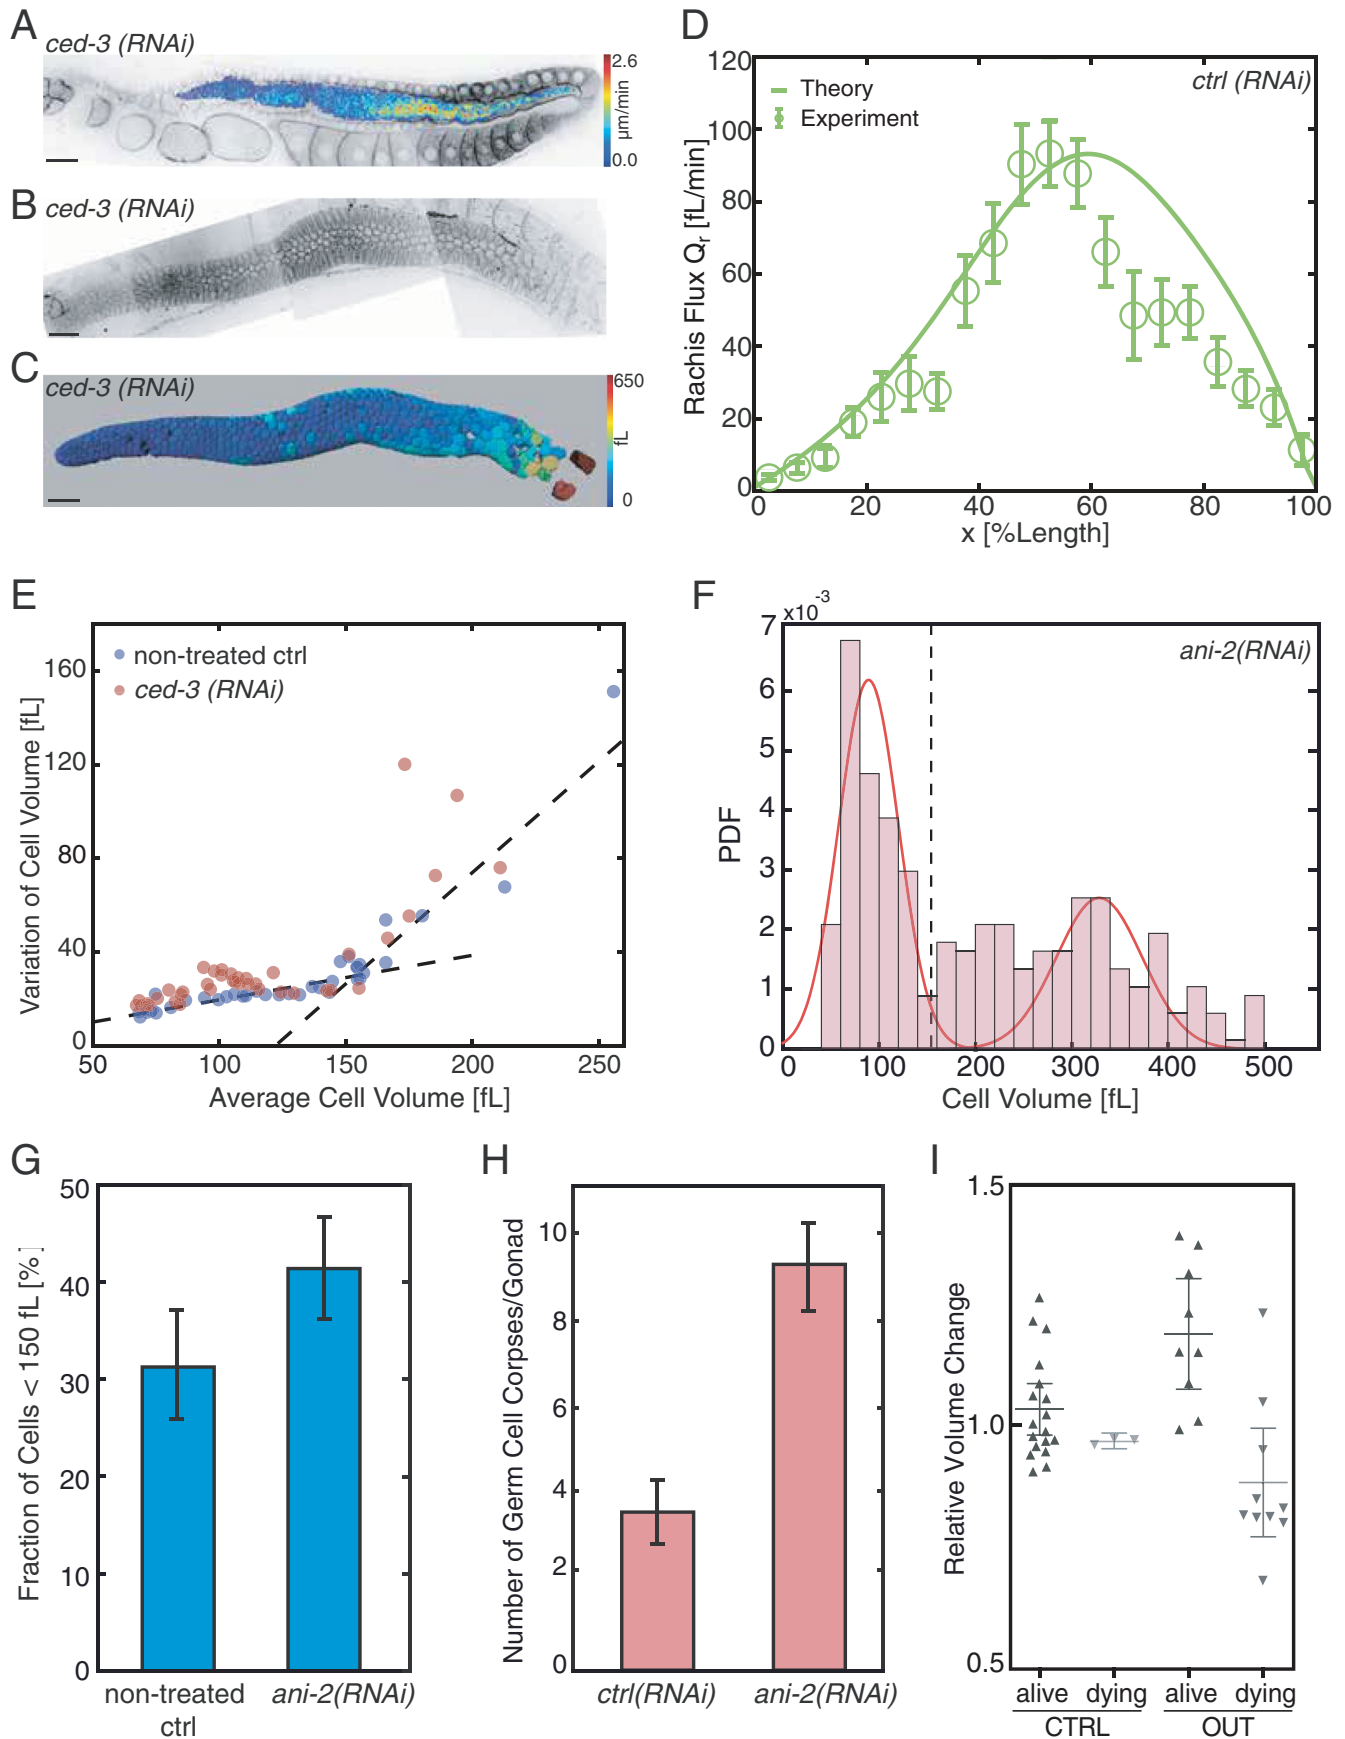 A
ced-3 (RNAi)
2.6
µm/min
0.0
B
ced-3 (RNAi)
C
ced-3 (RNAi)
650
fL
0
D
120
100
80
60
40
20
0
Rachis Flux Qr [fL/min]
ctrl (RNAi)
Theory
Experiment
0 20 40 60 80 100
x [%Length]
E
160
120
80
40
0
Variation of Cell Volume [fL]
non-treated ctrl
ced-3 (RNAi)
50 100 150 200 250
Average Cell Volume [fL]
F
x10-3
7
6
5
4
3
2
1
0
PDF
ani-2(RNAi)
0 100 200 300 400 500
Cell Volume [fL]
G
50
40
30
20
10
0
Fraction of Cells < 150 fL [%]
non-treated
ctrl
ani-2(RNAi)
H
10
8
6
4
2
0
Number of Germ Cell Corpses/Gonad
ctrl(RNAi) ani-2(RNAi)
I
1.5
1.0
0.5
Relative Volume Change
alive dying alive dying
CTRL OUT